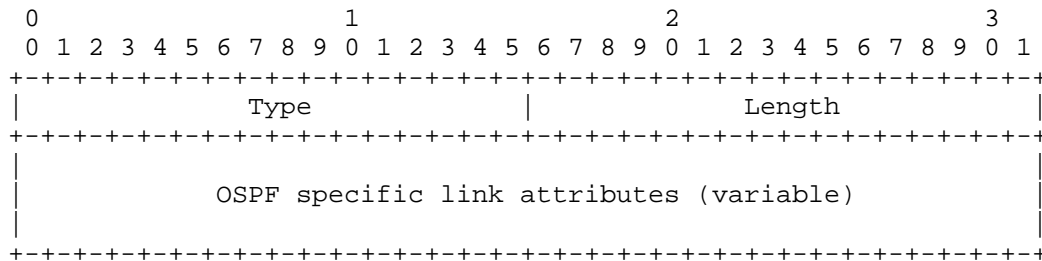 0                   1                   2                   3
 0 1 2 3 4 5 6 7 8 9 0 1 2 3 4 5 6 7 8 9 0 1 2 3 4 5 6 7 8 9 0 1
+-+-+-+-+-+-+-+-+-+-+-+-+-+-+-+-+-+-+-+-+-+-+-+-+-+-+-+-+-+-+-+-+
|              Type             |             Length            |
+-+-+-+-+-+-+-+-+-+-+-+-+-+-+-+-+-+-+-+-+-+-+-+-+-+-+-+-+-+-+-+-+
|                                                               |
|            OSPF specific link attributes (variable)           |
|                                                               |
+-+-+-+-+-+-+-+-+-+-+-+-+-+-+-+-+-+-+-+-+-+-+-+-+-+-+-+-+-+-+-+-+